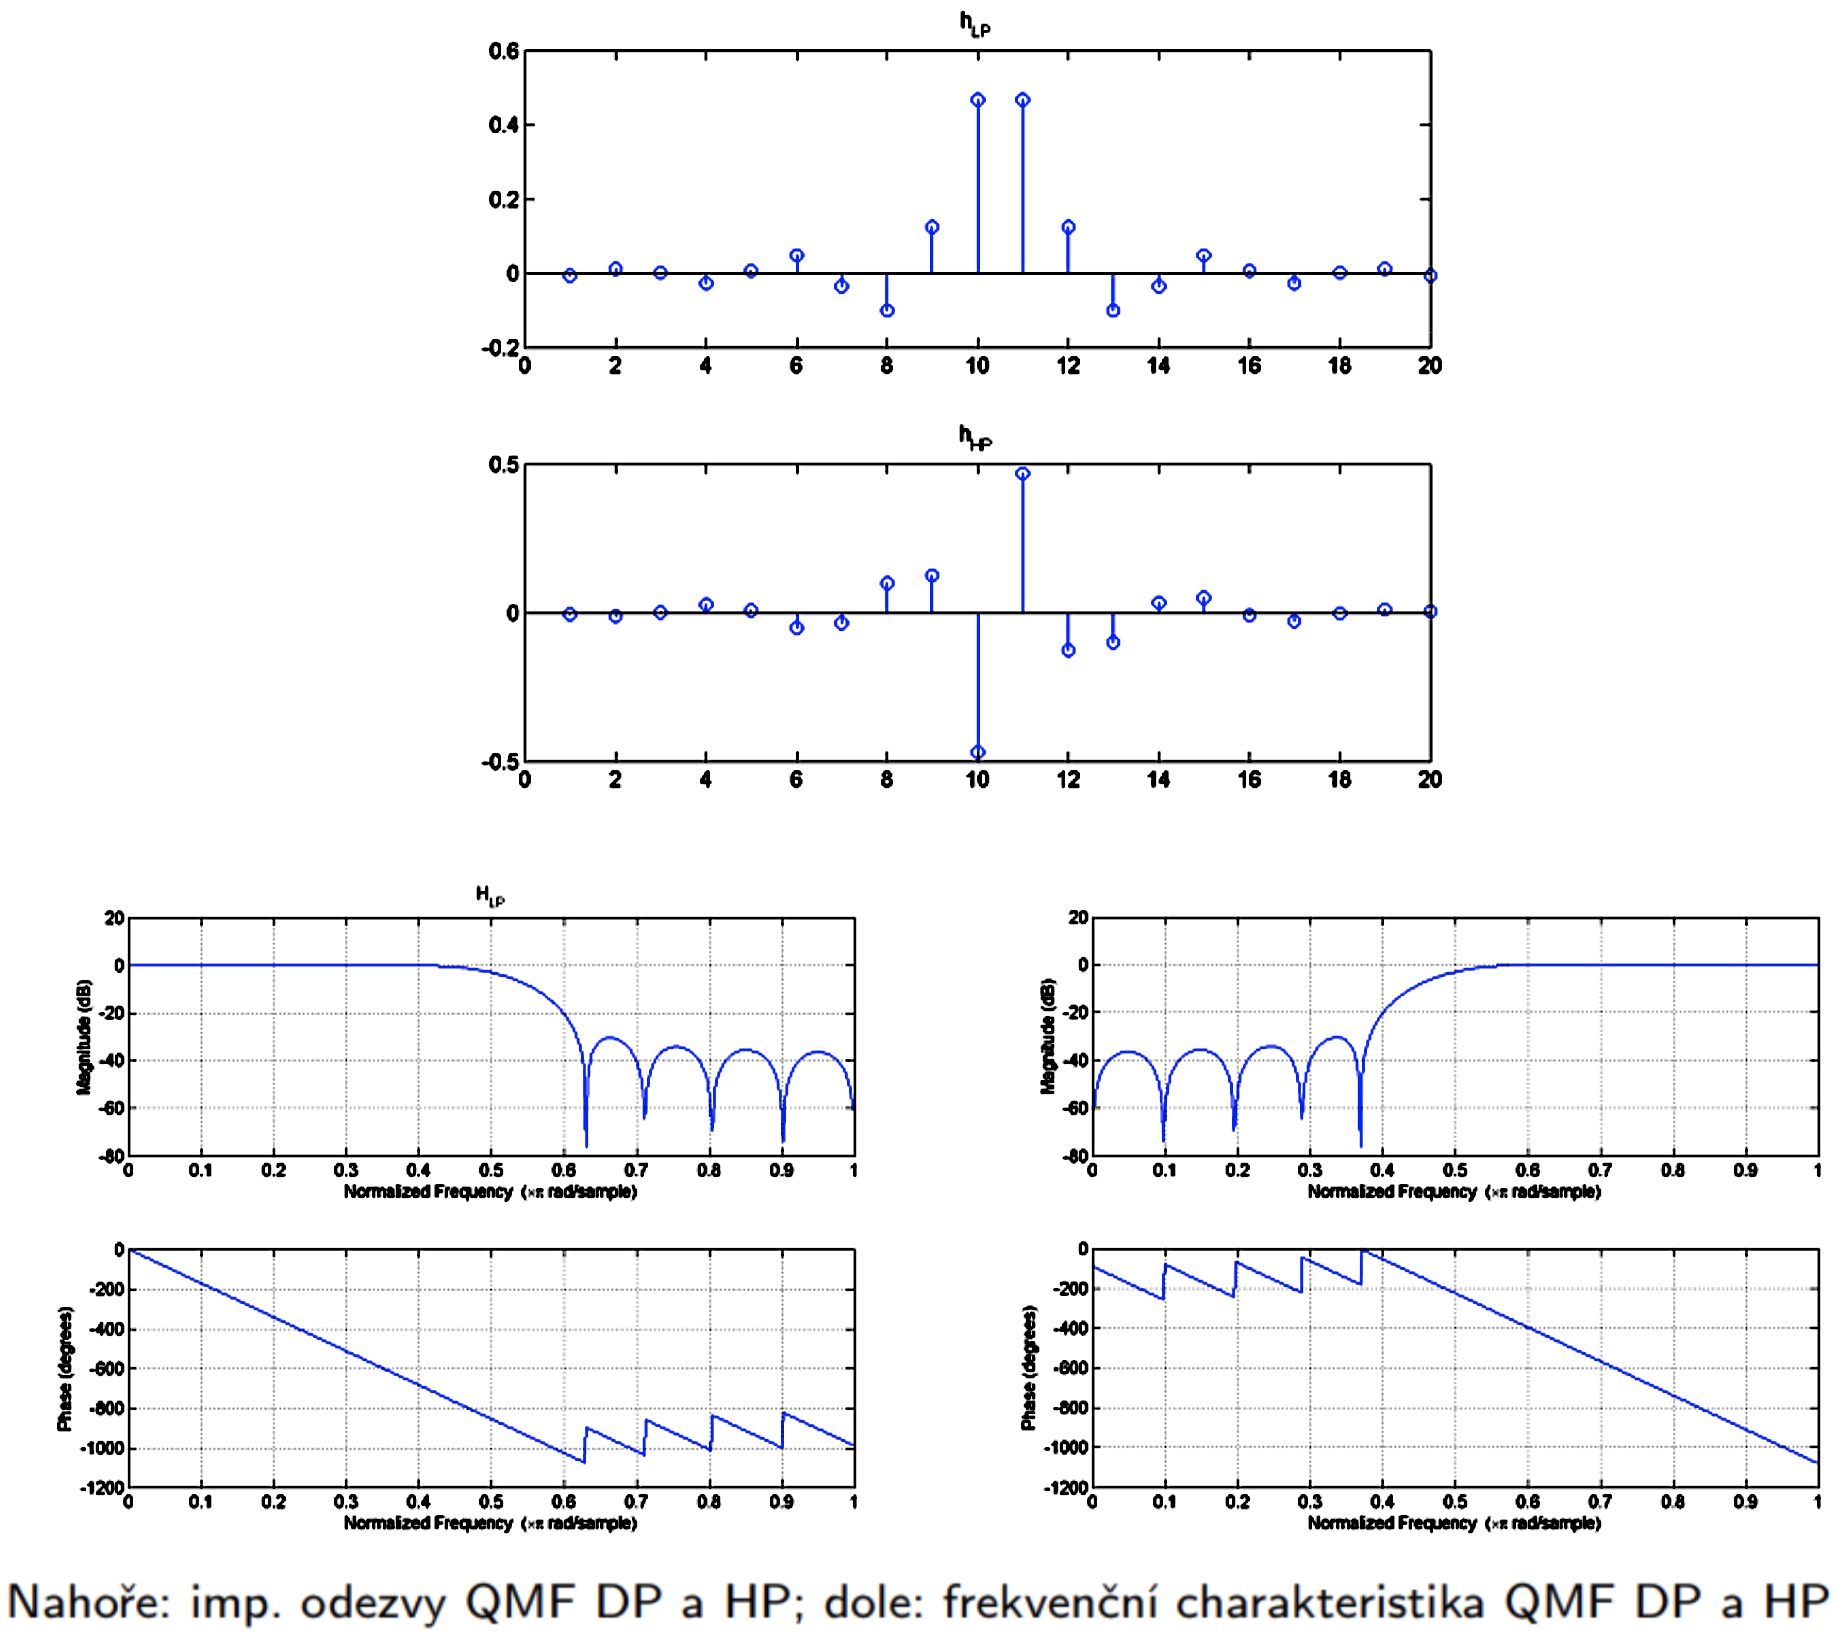 h_LP
0.6
0.4
0.2
0
-0.2
0 2 4 6 8 10 12 14 16 18 20
h_HP
0.5
0
-0.5
0 2 4 6 8 10 12 14 16 18 20
H_LP
20
0
-20
-40
-60
-80
Magnitude (dB)
0 0.1 0.2 0.3 0.4 0.5 0.6 0.7 0.8 0.9 1
Normalized Frequency (×π rad/sample)
20
0
-20
-40
-60
-80
Magnitude (dB)
0 0.1 0.2 0.3 0.4 0.5 0.6 0.7 0.8 0.9 1
Normalized Frequency (×π rad/sample)
0
-200
-400
-600
-800
-1000
-1200
Phase (degrees)
0 0.1 0.2 0.3 0.4 0.5 0.6 0.7 0.8 0.9 1
Normalized Frequency (×π rad/sample)
0
-200
-400
-600
-800
-1000
-1200
Phase (degrees)
0 0.1 0.2 0.3 0.4 0.5 0.6 0.7 0.8 0.9 1
Normalized Frequency (×π rad/sample)
Nahoře: imp. odezvy QMF DP a HP; dole: frekvenční charakteristika QMF DP a HP